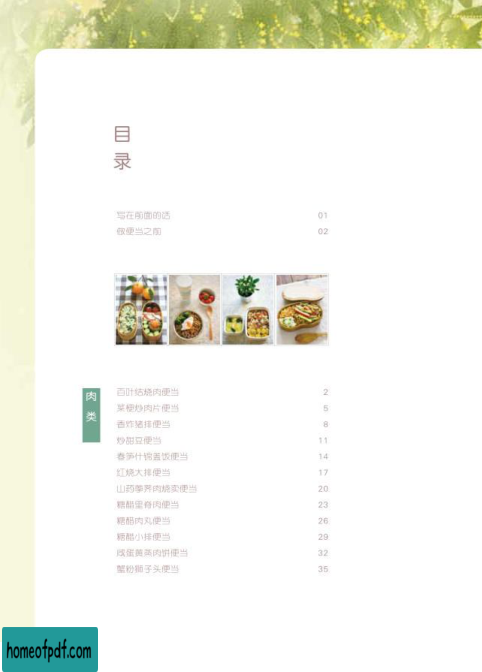 目
录
写在前面的话 01
做便当之前 02
肉
类
百叶结烧肉便当 2
菜梗炒肉片便当 5
香炸猪排便当 8
炒甜豆便当 11
春笋什锦盖饭便当 14
红烧大排便当 17
山药荸荠肉烧卖便当 20
糖醋里脊肉便当 23
糖醋肉丸便当 26
糖醋小排便当 29
咸蛋黄蒸肉饼便当 32
蟹粉狮子头便当 35
homeofpdf.com